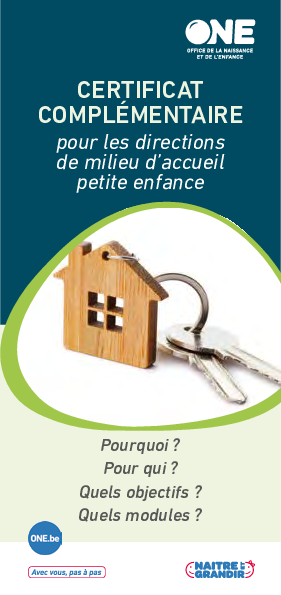 ONE
OFFICE DE LA NAISSANCE
ET DE L'ENFANCE
CERTIFICAT
COMPLÉMENTAIRE
pour les directions
de milieu d'accueil
petite enfance
Pourquoi ?
Pour qui ?
Quels objectifs ?
Quels modules ?
ONE.be
Avec vous, pas à pas
NAITRE ET
GRANDIR